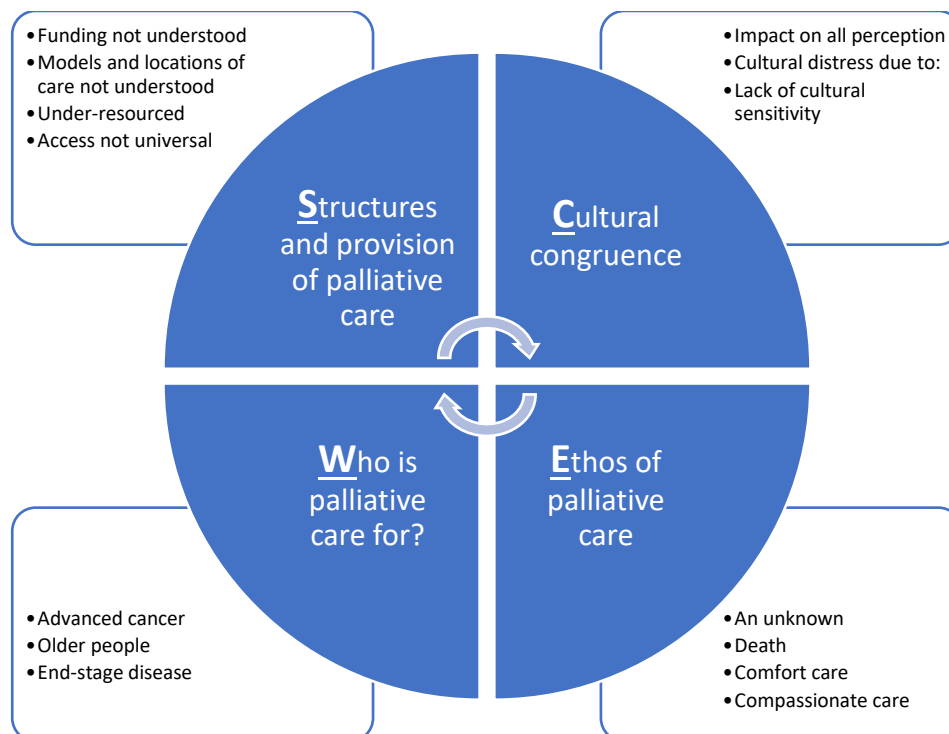 •Funding not understood
•Models and locations of
care not understood
•Under-resourced
•Access not universal
•Impact on all perception
•Cultural distress due to:
•Lack of cultural
sensitivity
Structures
and provision
of palliative
care
Cultural
congruence
Who is
palliative
care for?
Ethos of
palliative
care
•Advanced cancer
•Older people
•End-stage disease
•An unknown
•Death
•Comfort care
•Compassionate care